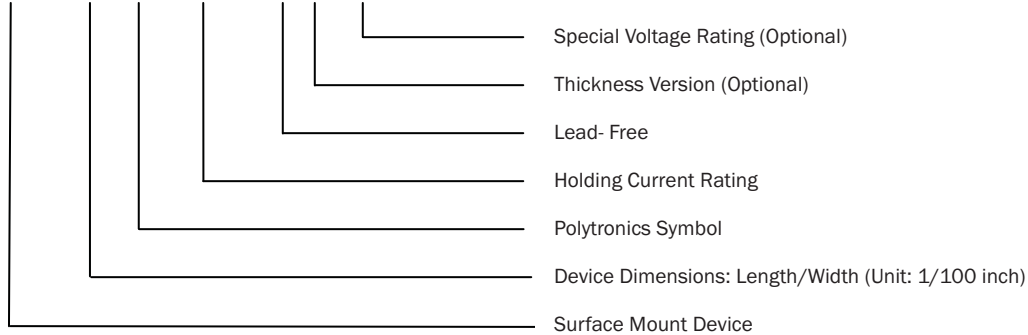 Special Voltage Rating (Optional)
Thickness Version (Optional)
Lead- Free
Holding Current Rating
Polytronics Symbol
Device Dimensions: Length/Width (Unit: 1/100 inch)
Surface Mount Device